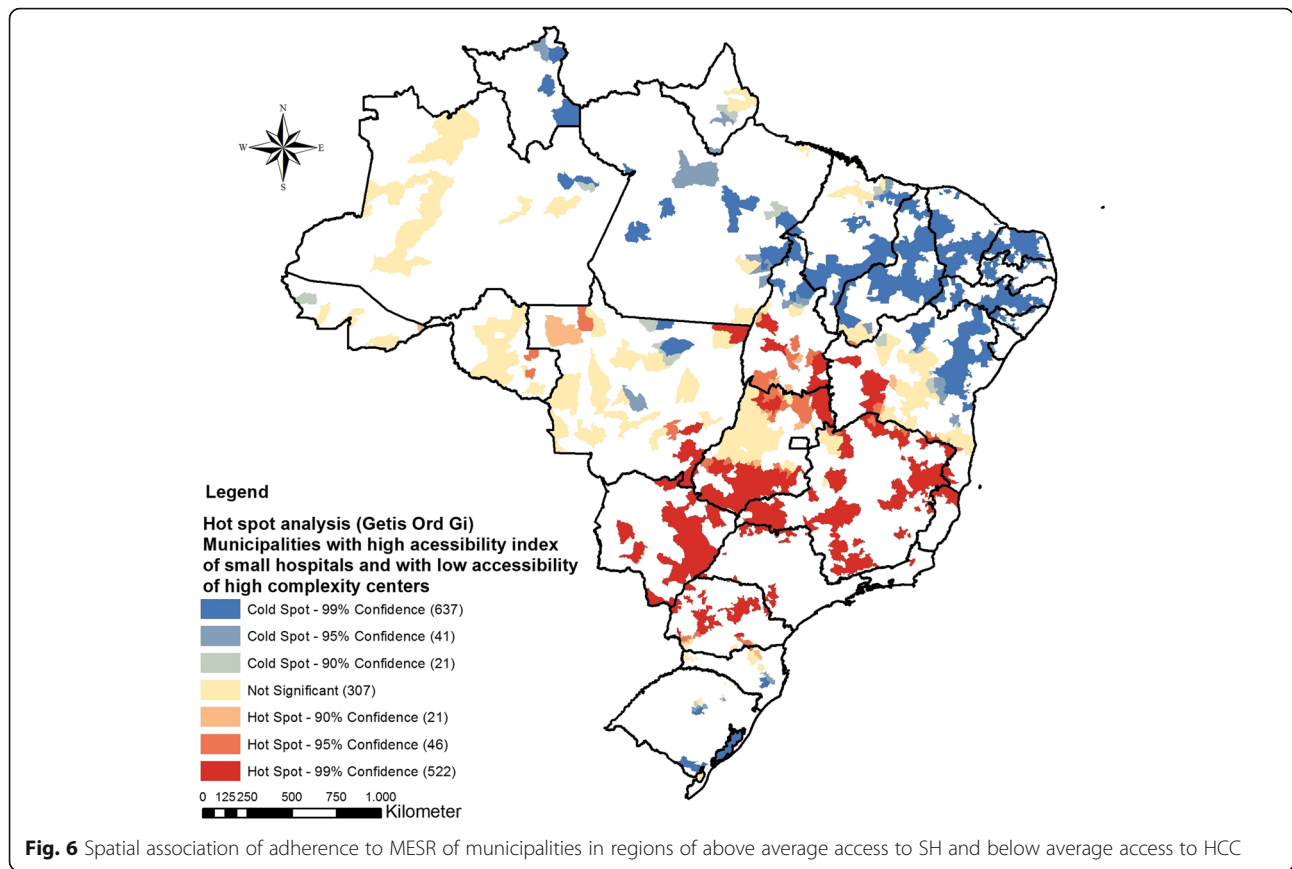 N
W
E
S
Legend
Hot spot analysis (Getis Ord Gi)
Municipalities with high acessibility index
of small hospitals and with low accessibility
of high complexity centers
Cold Spot - 99% Confidence (637)
Cold Spot - 95% Confidence (41)
Cold Spot - 90% Confidence (21)
Not Significant (307)
Hot Spot - 90% Confidence (21)
Hot Spot - 95% Confidence (46)
Hot Spot - 99% Confidence (522)
0 125 250 500 750 1.000
Kilometer
Fig. 6 Spatial association of adherence to MESR of municipalities in regions of above average access to SH and below average access to HCC